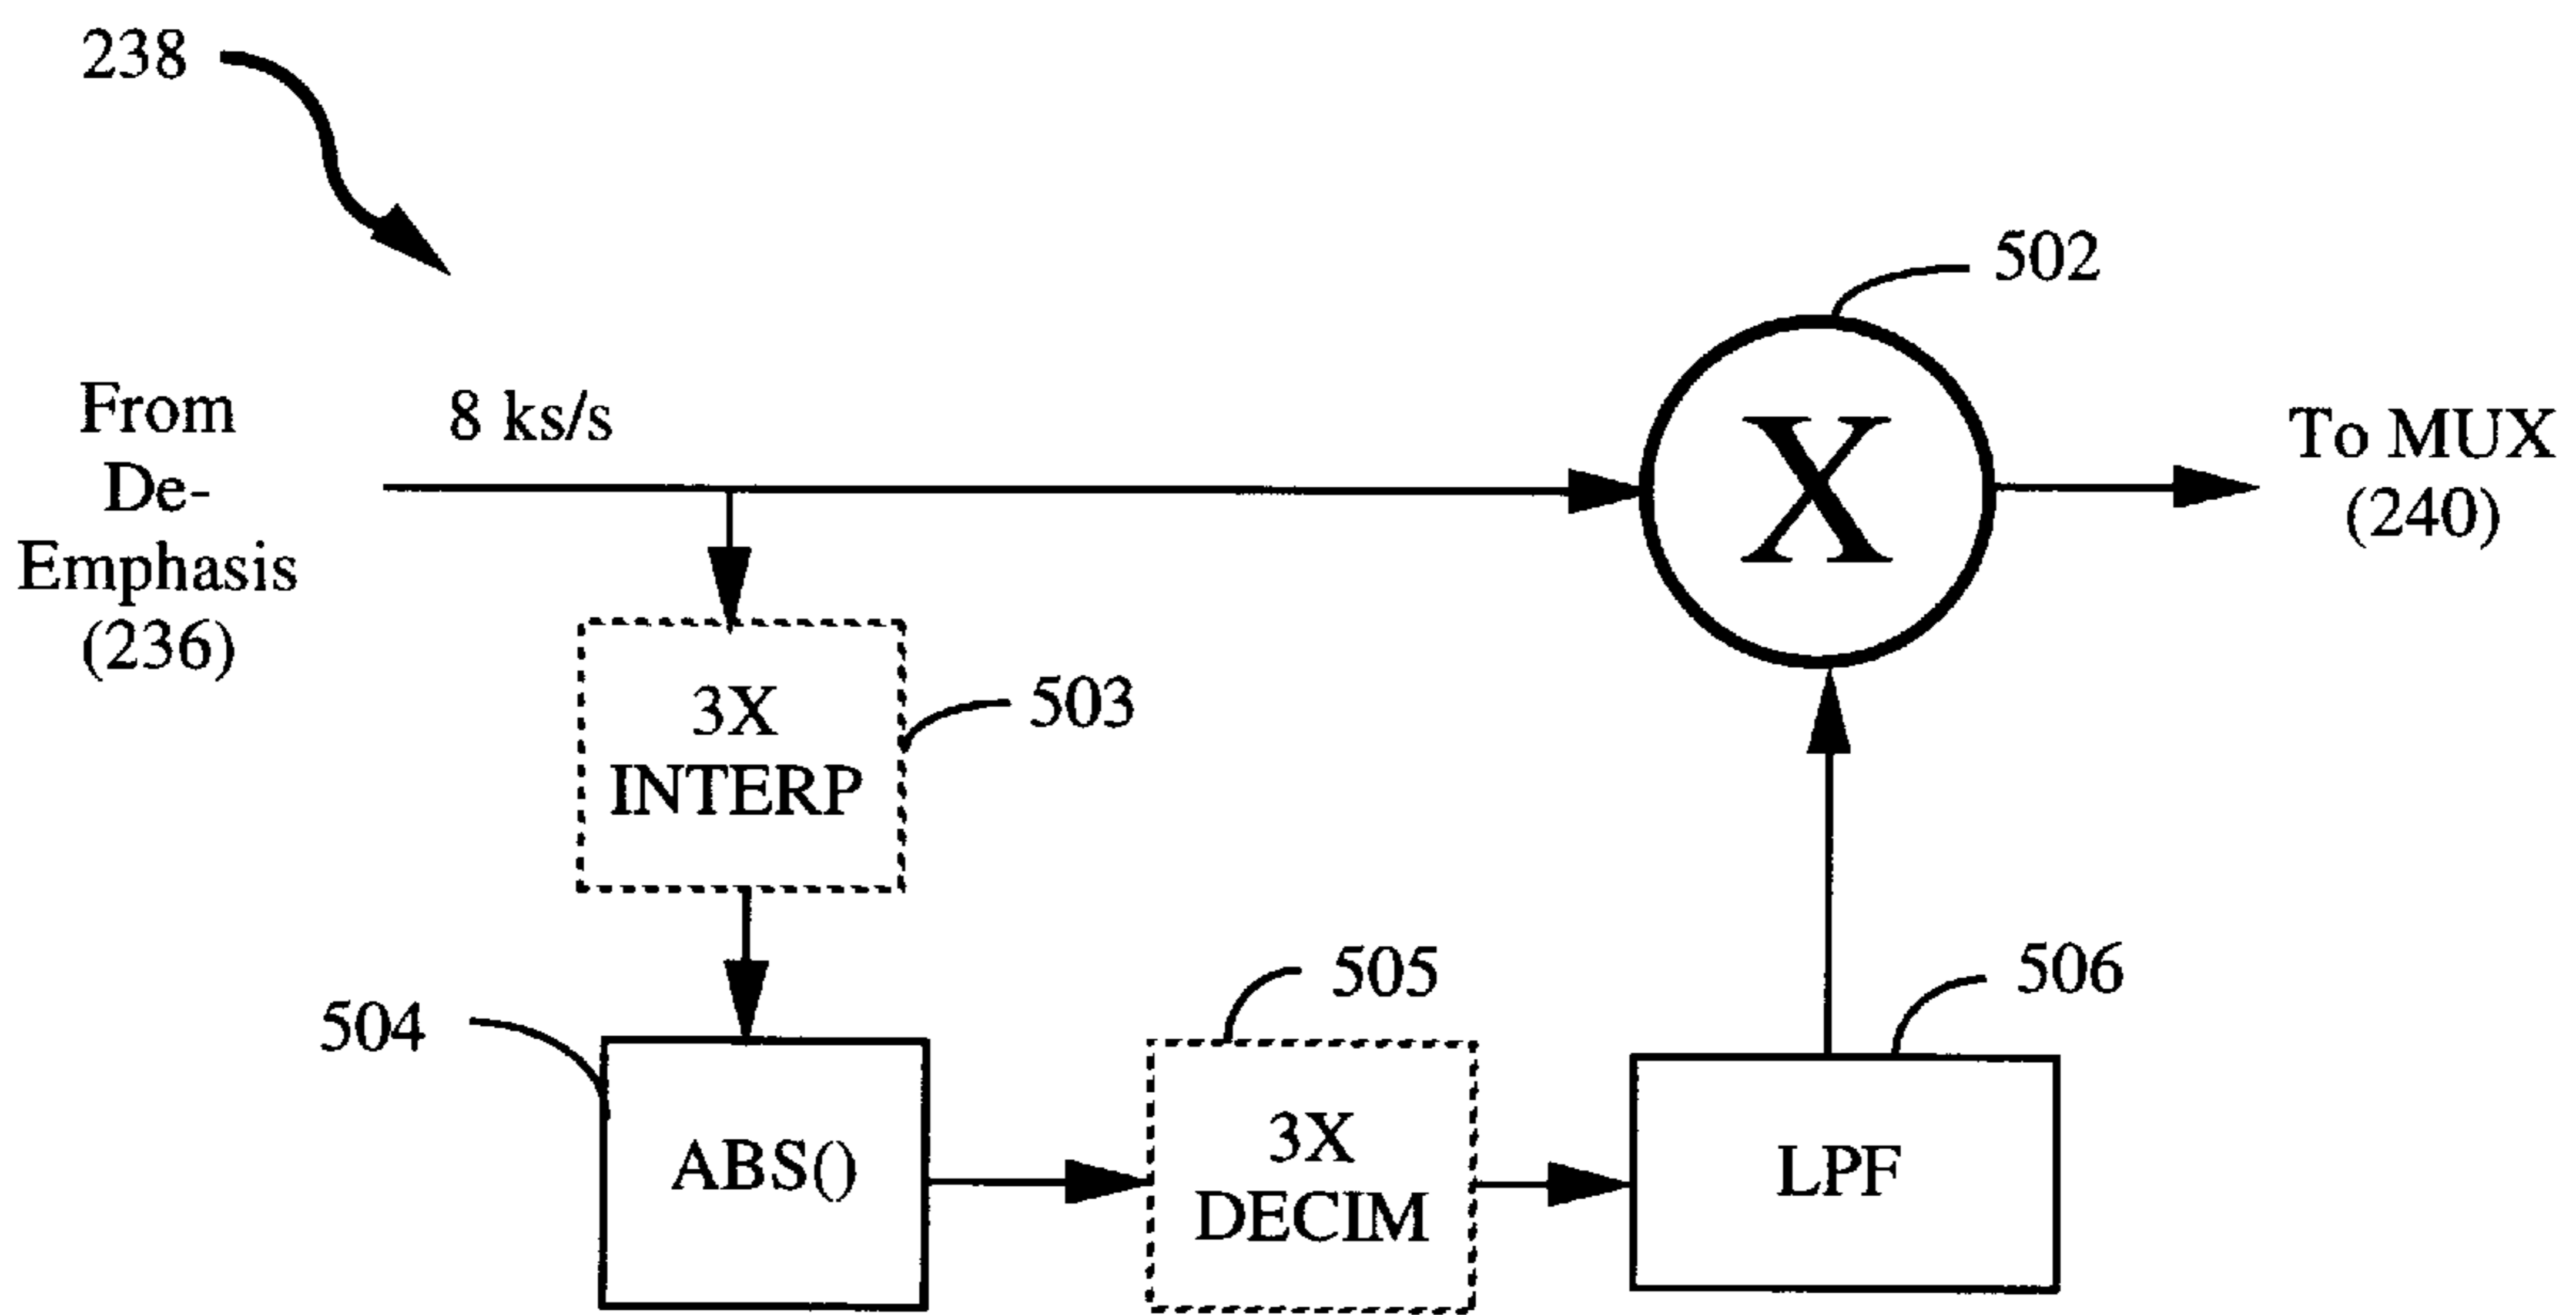 238
502
From
De-
Emphasis
(236)
8 ks/s
X
To MUX
(240)
3X
INTERP
503
504
ABS()
505
3X
DECIM
506
LPF